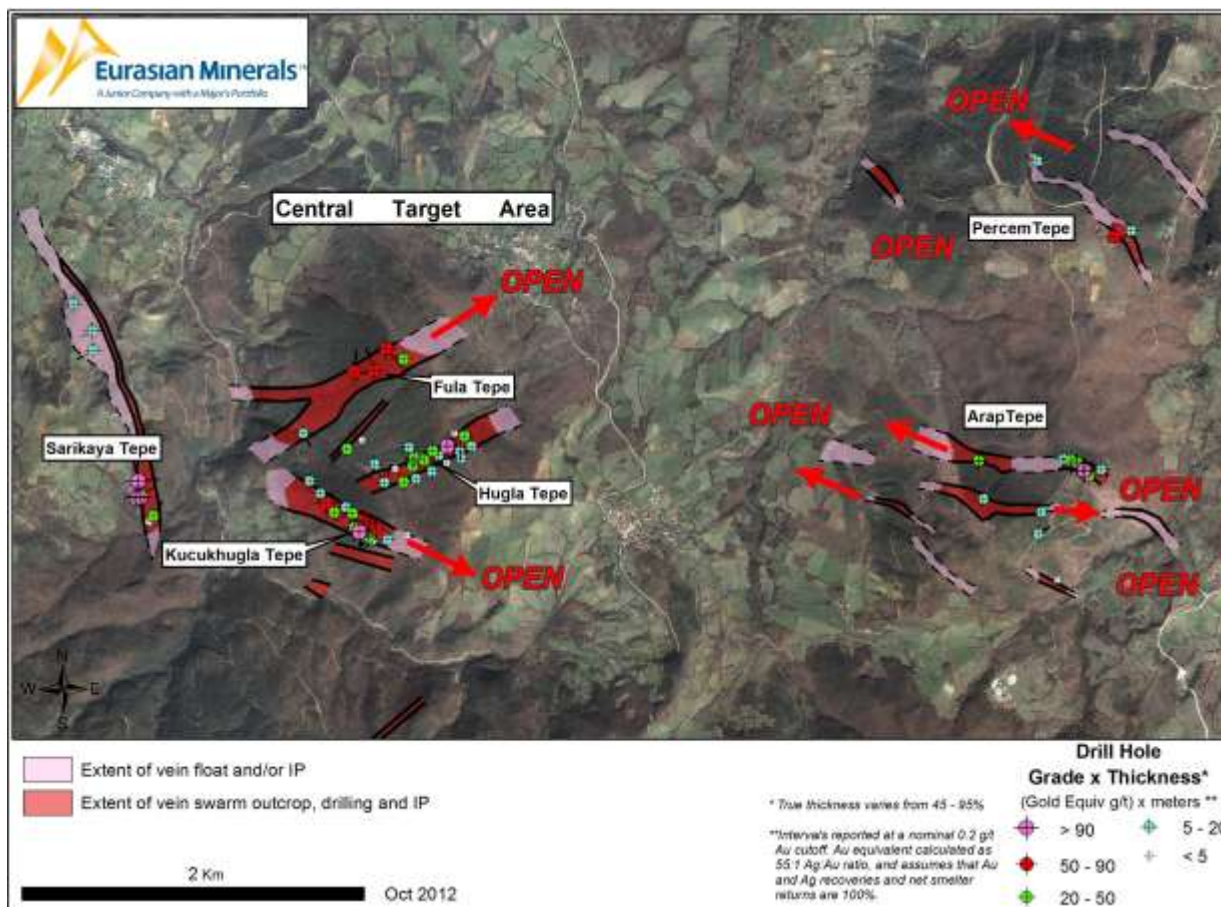 Eurasian Minerals™
A Junior Company with a Major's Portfolio
OPEN
Central Target Area
PercemTepe
OPEN
OPEN
Fula Tepe
OPEN
ArapTepe
Sarikaya Tepe
Hugla Tepe
OPEN
Kucukhugla Tepe
OPEN
OPEN
N
W E
S
Extent of vein float and/or IP
Extent of vein swarm outcrop, drilling and IP
2 Km
Oct 2012
* True thickness varies from 45 - 95%
**Intervals reported at a nominal 0.2 g/t
Au cutoff. Au equivalent calculated as
55:1 Ag:Au ratio, and assumes that Au
and Ag recoveries and net smelter
returns are 100%.
Drill Hole
Grade x Thickness*
(Gold Equiv g/t) x meters **
> 90
5 - 20
50 - 90
< 5
20 - 50